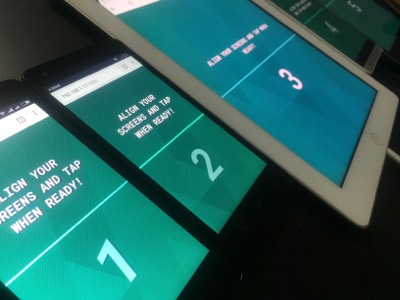 ALIGN YOUR
SCREENS AND TAP
WHEN READY!
1
ALIGN YOUR
SCREENS AND TAP
WHEN READY!
2
ALIGN YOUR SCREENS AND TAP WHEN
READY!
3